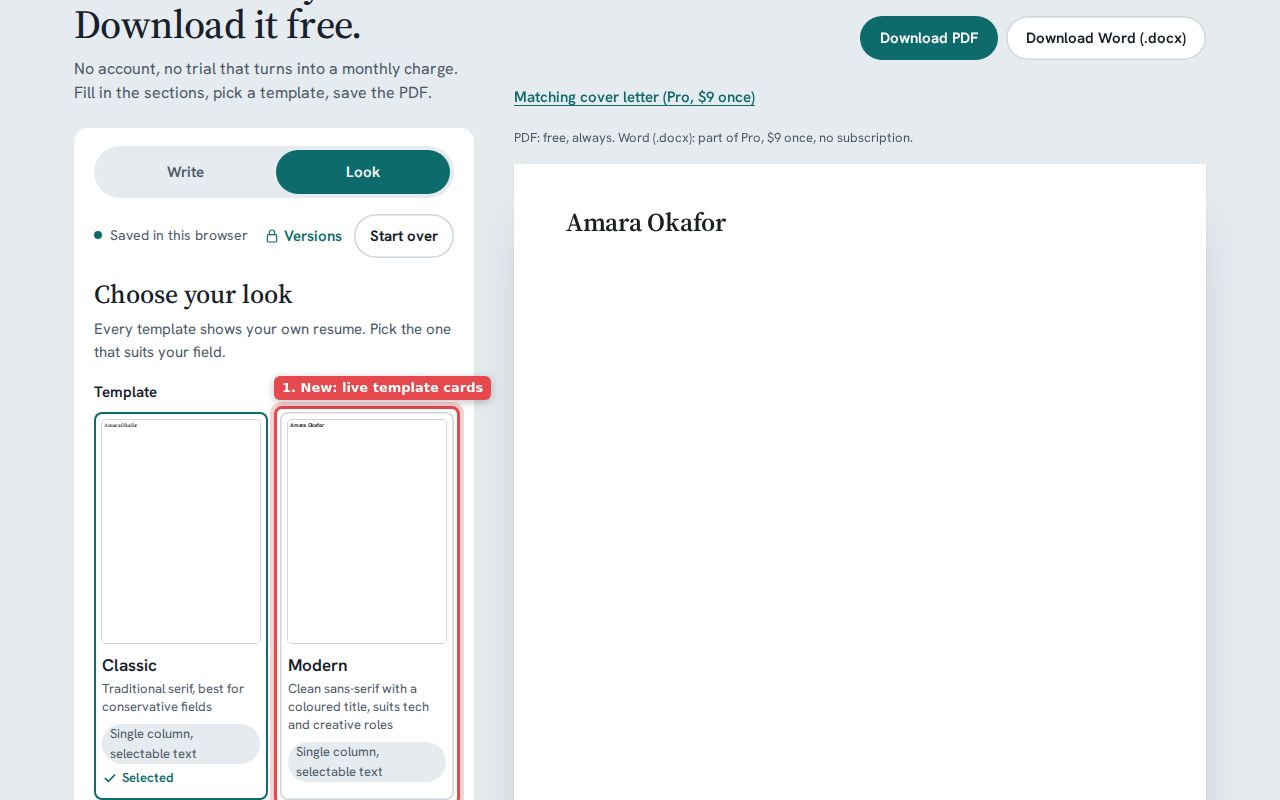 Download it free.
No account, no trial that turns into a monthly charge.
Fill in the sections, pick a template, save the PDF.
Download PDF
Download Word (.docx)
Matching cover letter (Pro, $9 once)
PDF: free, always. Word (.docx): part of Pro, $9 once, no subscription.
Write
Look
Saved in this browser
Versions
Start over
Choose your look
Every template shows your own resume. Pick the one
that suits your field.
Template
1. New: live template cards
Amara Okafor
Classic
Traditional serif, best for
conservative fields
Single column,
selectable text
Selected
Amara Okafor
Modern
Clean sans-serif with a
coloured title, suits tech
and creative roles
Single column,
selectable text
Amara Okafor